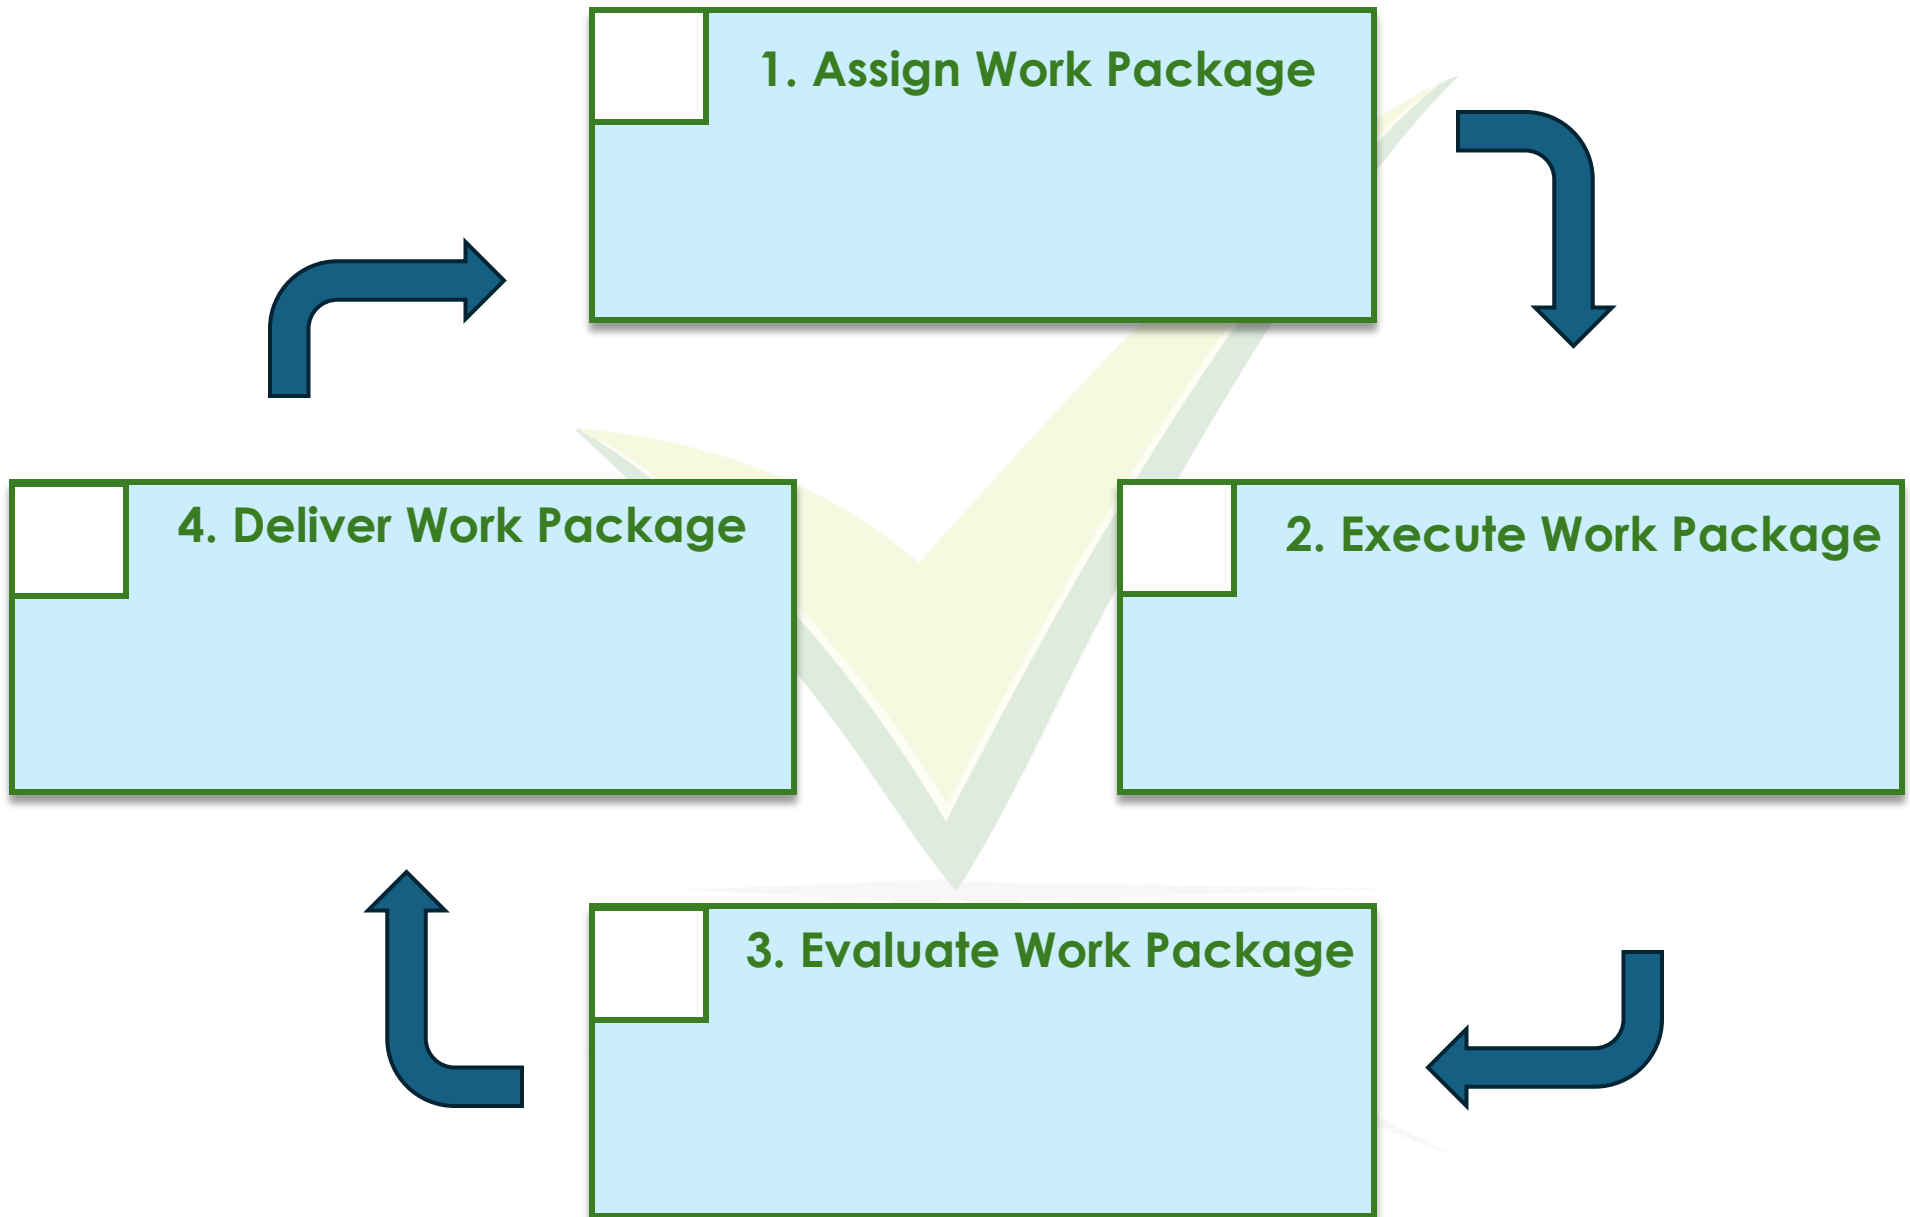 1. Assign Work Package
2. Execute Work Package
3. Evaluate Work Package
4. Deliver Work Package